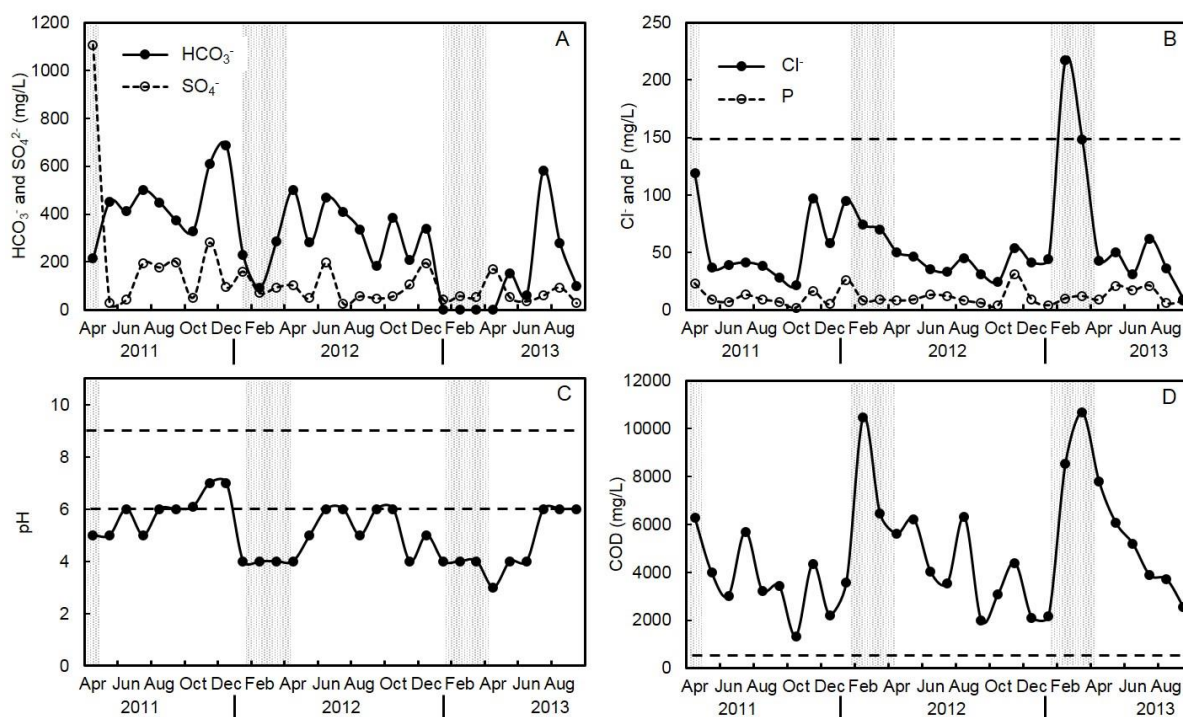 A
HCO₃⁻ and SO₄²⁻ (mg/L)
1200
1000
800
600
400
200
0
HCO₃⁻
SO₄⁻
Apr Jun Aug Oct Dec Feb Apr Jun Aug Oct Dec Feb Apr Jun Aug
2011 2012 2013
B
Cl⁻ and P (mg/L)
250
200
150
100
50
0
Cl⁻
P
Apr Jun Aug Oct Dec Feb Apr Jun Aug Oct Dec Feb Apr Jun Aug
2011 2012 2013
C
pH
10
8
6
4
2
0
Apr Jun Aug Oct Dec Feb Apr Jun Aug Oct Dec Feb Apr Jun Aug
2011 2012 2013
D
COD (mg/L)
12000
10000
8000
6000
4000
2000
0
Apr Jun Aug Oct Dec Feb Apr Jun Aug Oct Dec Feb Apr Jun Aug
2011 2012 2013